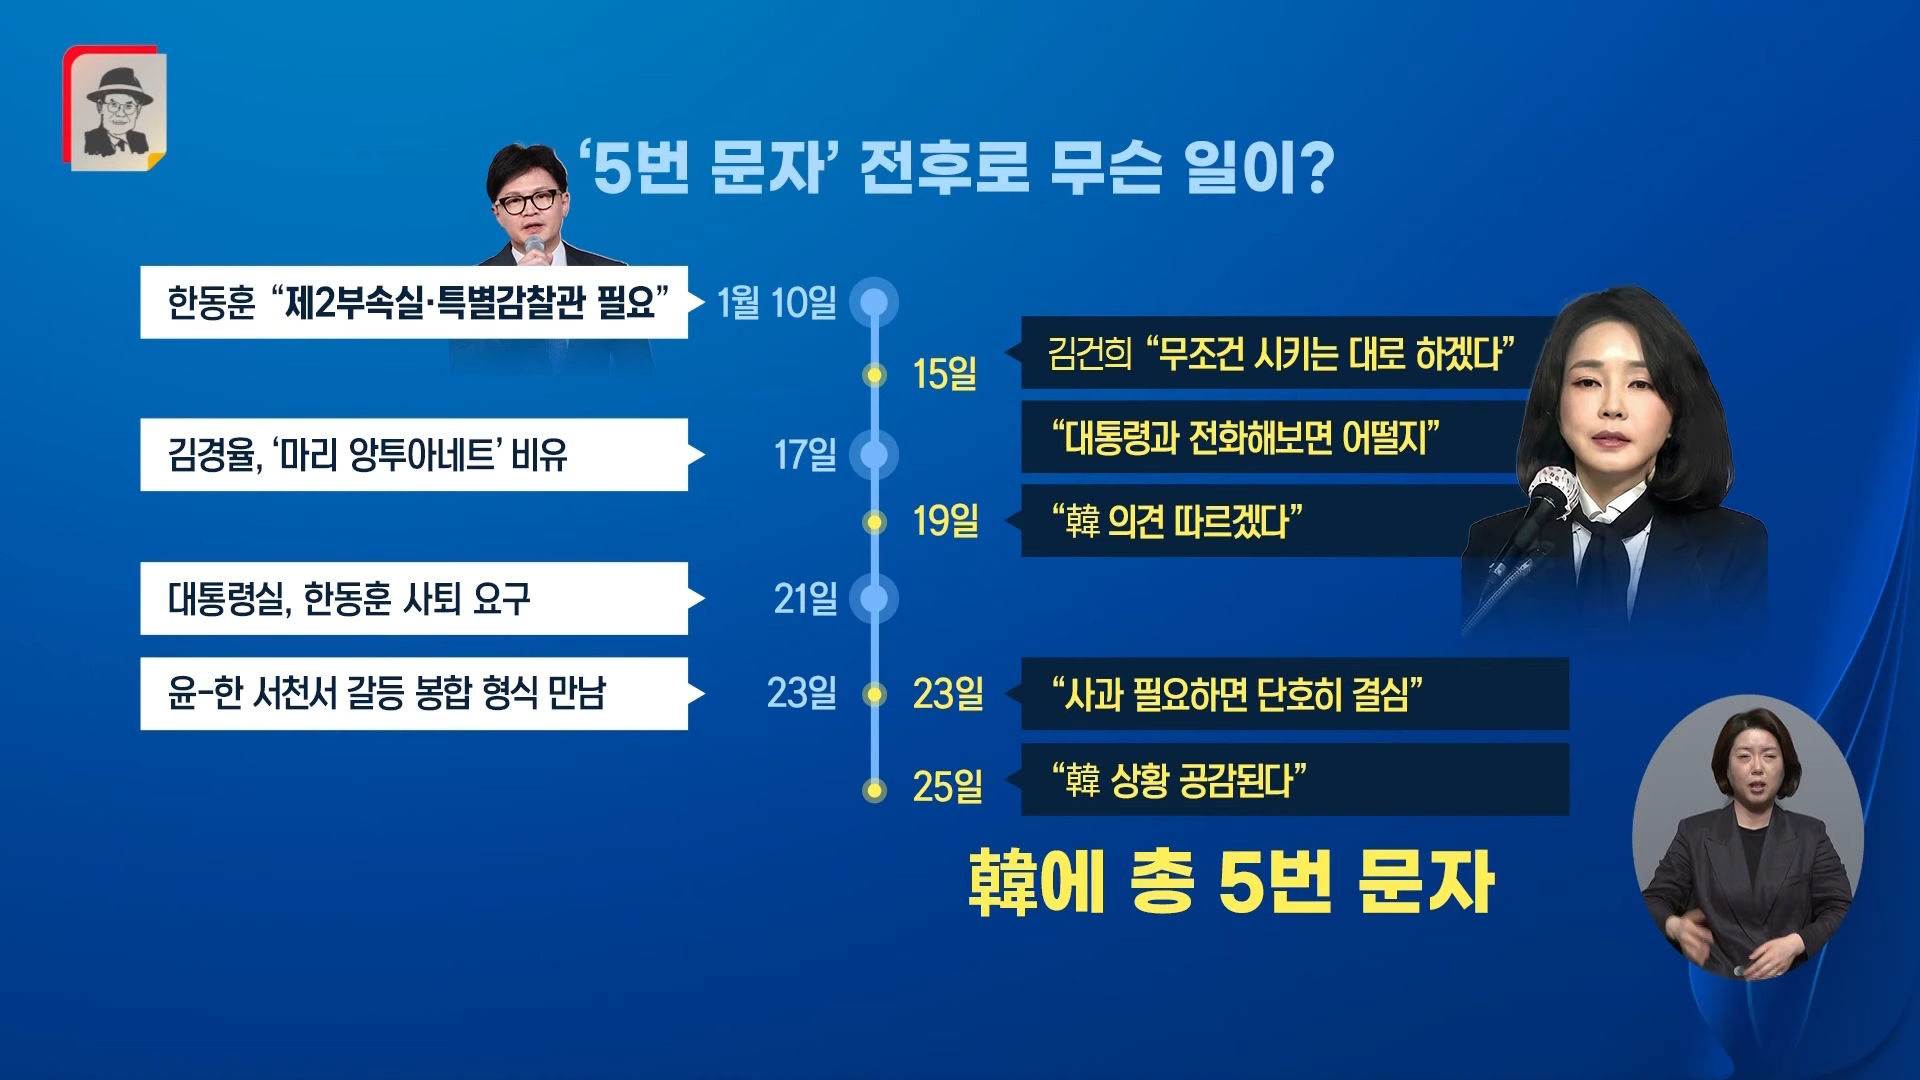 ‘5번 문자’ 전후로 무슨 일이?
한동훈 “제2부속실·특별감찰관 필요”
1월 10일
15일
김건희 “무조건 시키는 대로 하겠다”
“대통령과 전화해보면 어떨지”
김경율, ‘마리 앙투아네트’ 비유
17일
19일
“韓 의견 따르겠다”
대통령실, 한동훈 사퇴 요구
21일
윤-한 서천서 갈등 봉합 형식 만남
23일
23일
“사과 필요하면 단호히 결심”
25일
“韓 상황 공감된다”
韓에 총 5번 문자